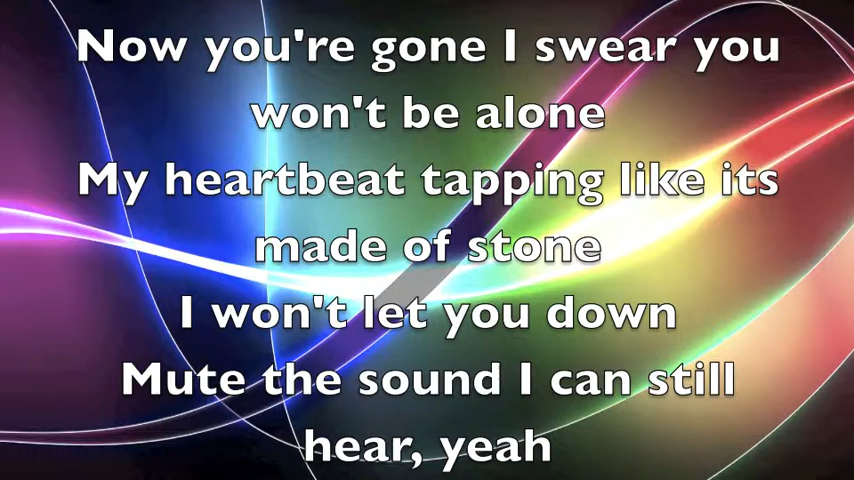 Now you're gone I swear you
won't be alone
My heartbeat tapping like its
made of stone
I won't let you down
Mute the sound I can still
hear, yeah